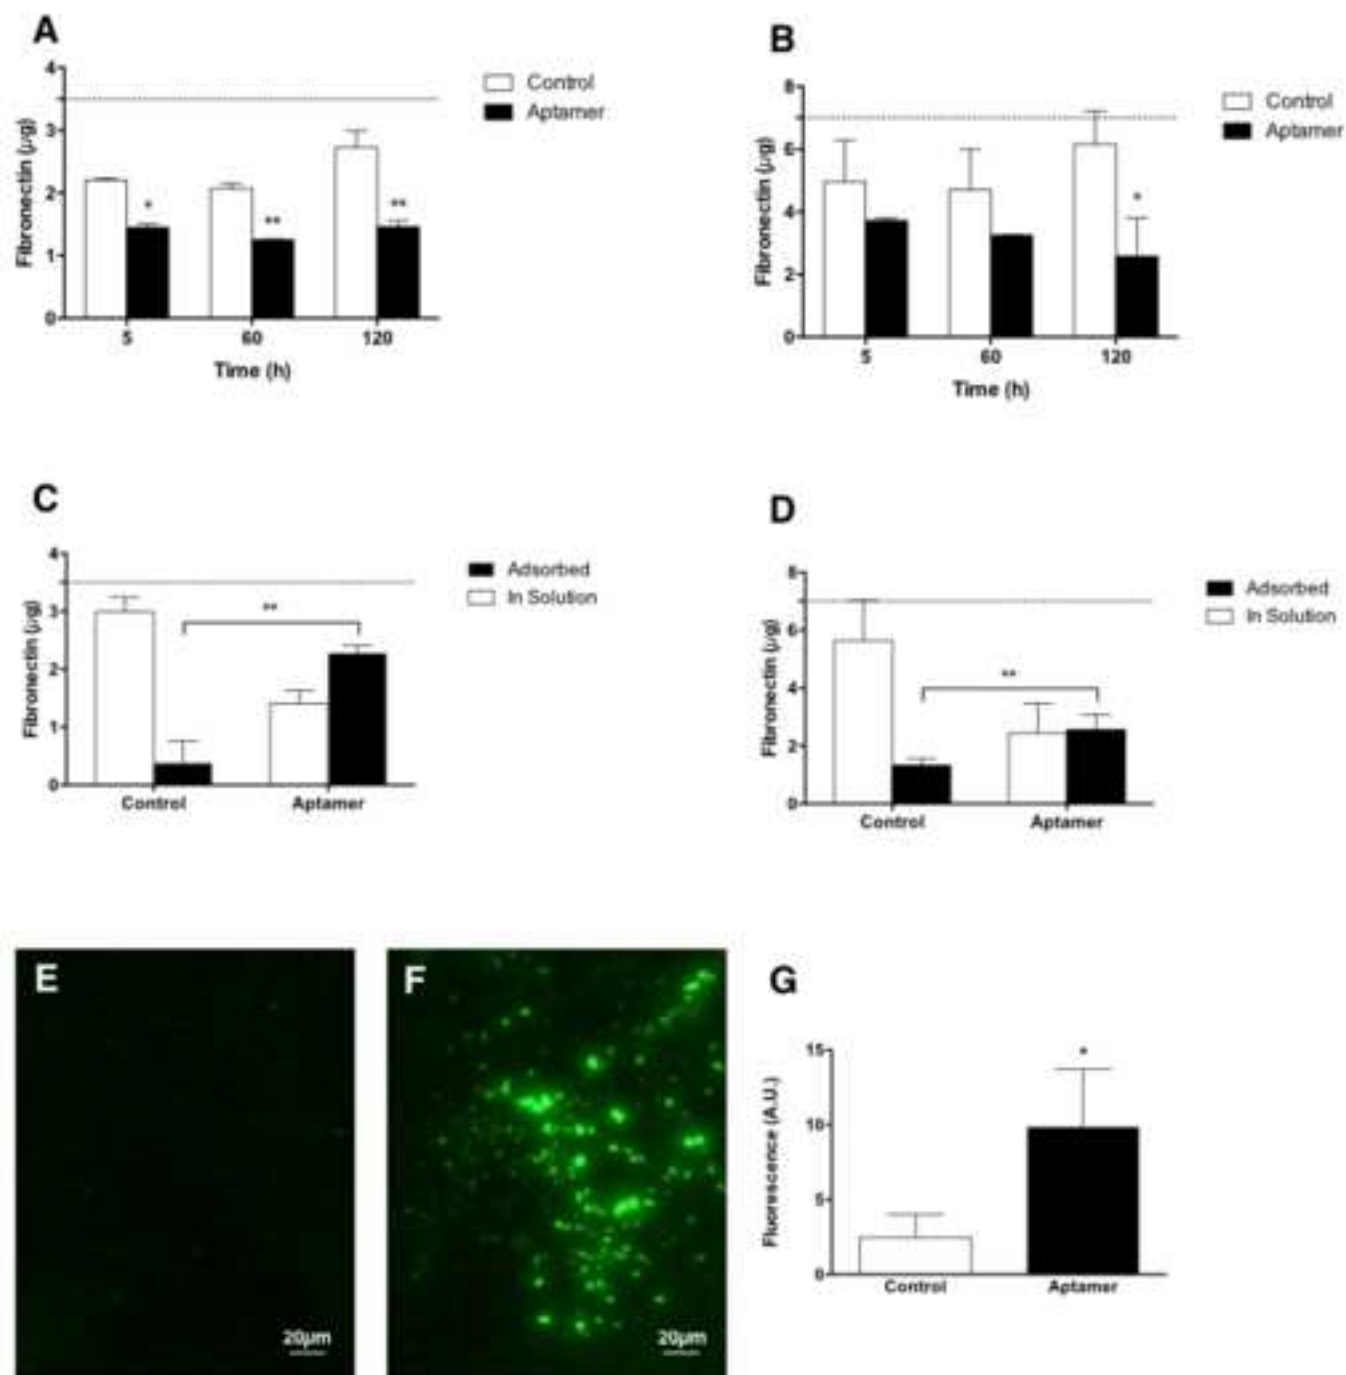 A
4
3
2
1
0
Fibronectin (µg)
* ** **
5 60 120
Time (h)
Control
Aptamer
B
8
6
4
2
0
Fibronectin (µg)
*
5 60 120
Time (h)
Control
Aptamer
C
4
3
2
1
0
Fibronectin (µg)
**
Control Aptamer
Adsorbed
In Solution
D
8
6
4
2
0
Fibronectin (µg)
**
Control Aptamer
Adsorbed
In Solution
E
20µm
F
20µm
G
15
10
5
0
Fluorescence (A.U.)
*
Control Aptamer